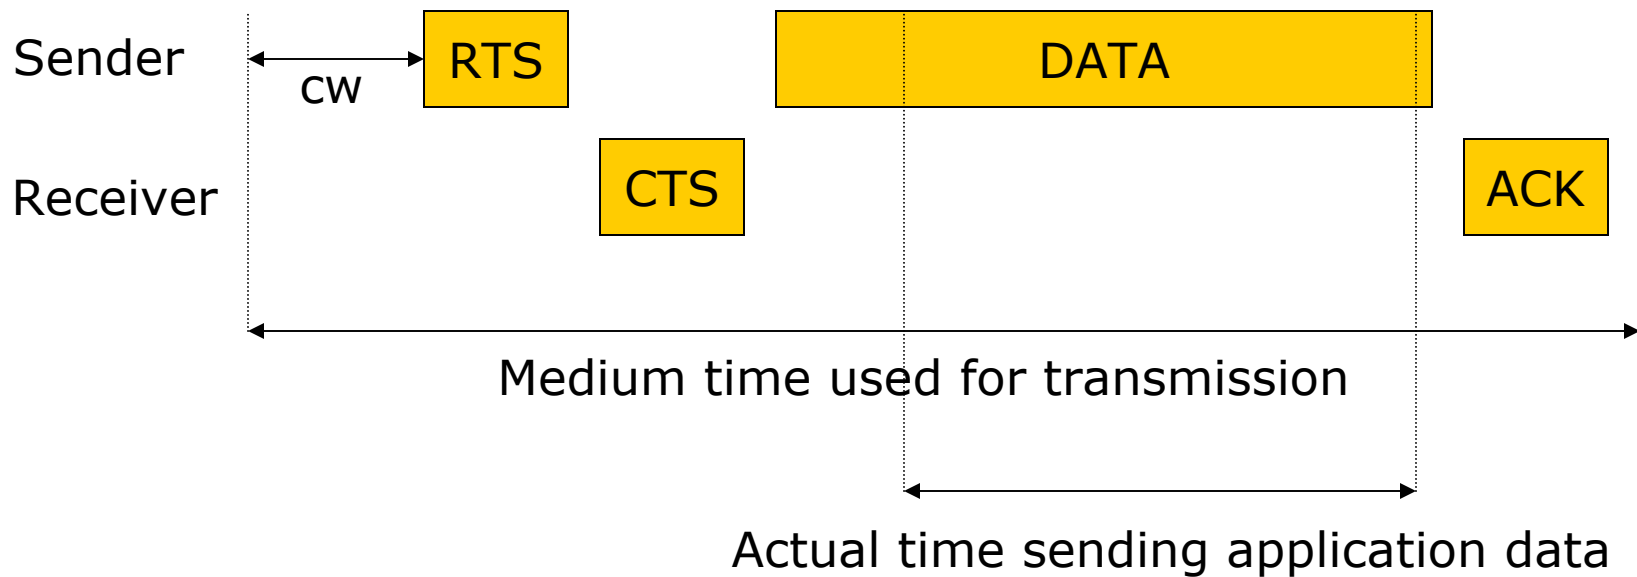 Sender
cw
RTS
DATA
Receiver
CTS
ACK
Medium time used for transmission
Actual time sending application data